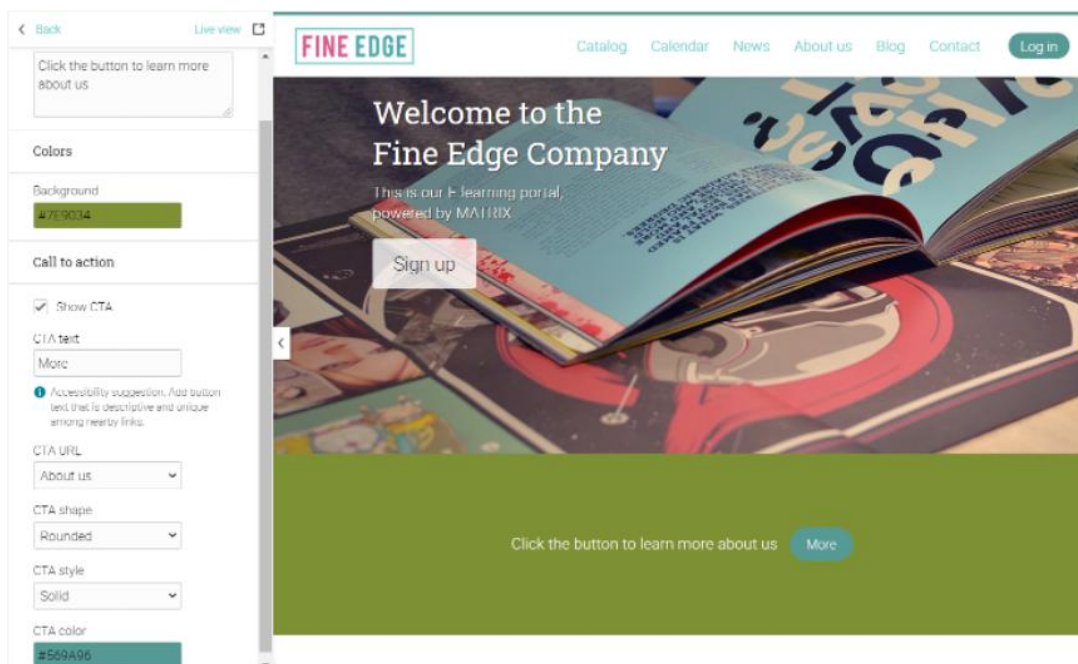 Back
Live view
Click the button to learn more
about us
Colors
Background
#7E9034
Call to action
Show CTA
CTA text
More
Accessibility suggestion. Add button
text that is descriptive and unique
among nearby links.
CTA URL
About us
CTA shape
Rounded
CTA style
Solid
CTA color
#569A96
FINE EDGE
Catalog
Calendar
News
About us
Blog
Contact
Log in
Welcome to the
Fine Edge Company
This is our E-learning portal,
powered by MATRIX
Sign up
Click the button to learn more about us
More